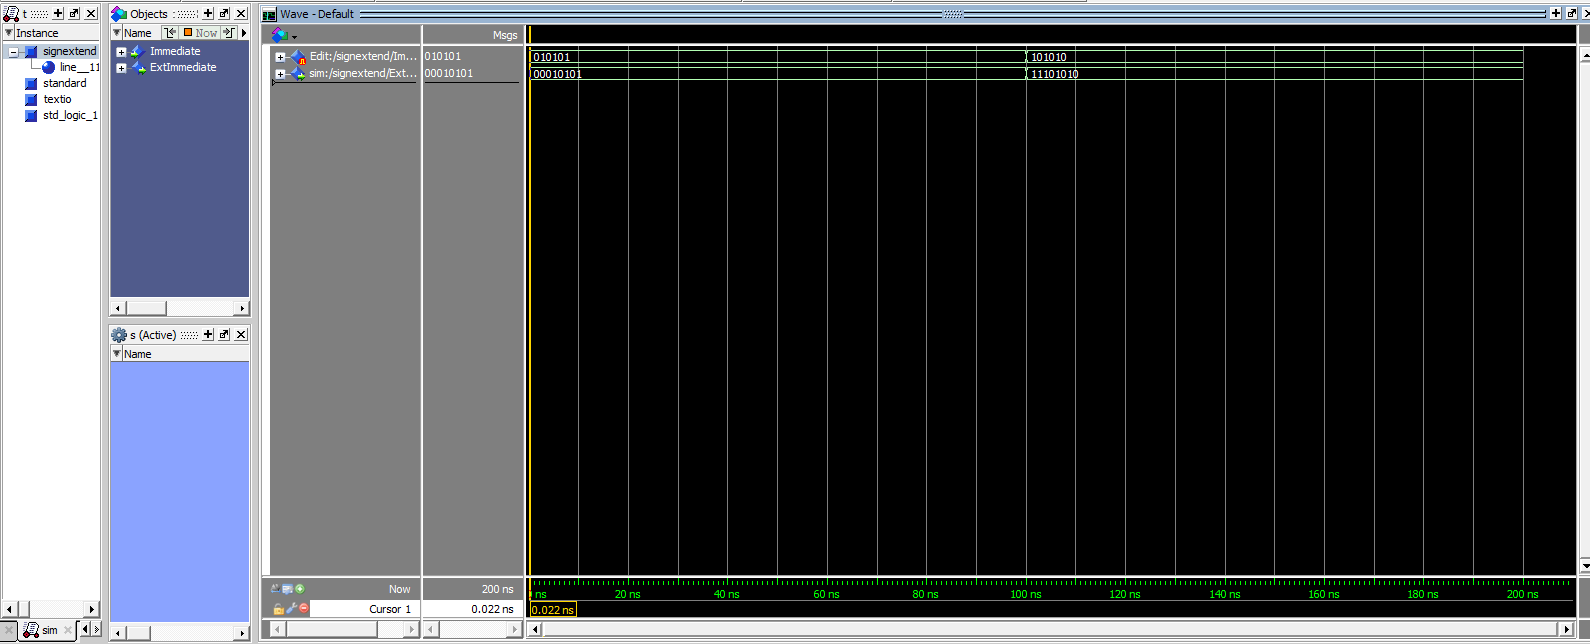 t
Instance
signextend
line__11
standard
textio
std_logic_1
sim
Objects
Name
Now
Immediate
ExtImmediate
s (Active)
Name
Wave - Default
Msgs
Edit:/signextend/Im... 010101 010101 101010
sim:/signextend/Ext... 00010101 00010101 11101010
Now 200 ns
ns 20 ns 40 ns 60 ns 80 ns 100 ns 120 ns 140 ns 160 ns 180 ns 200 ns
Cursor 1 0.022 ns 0.022 ns